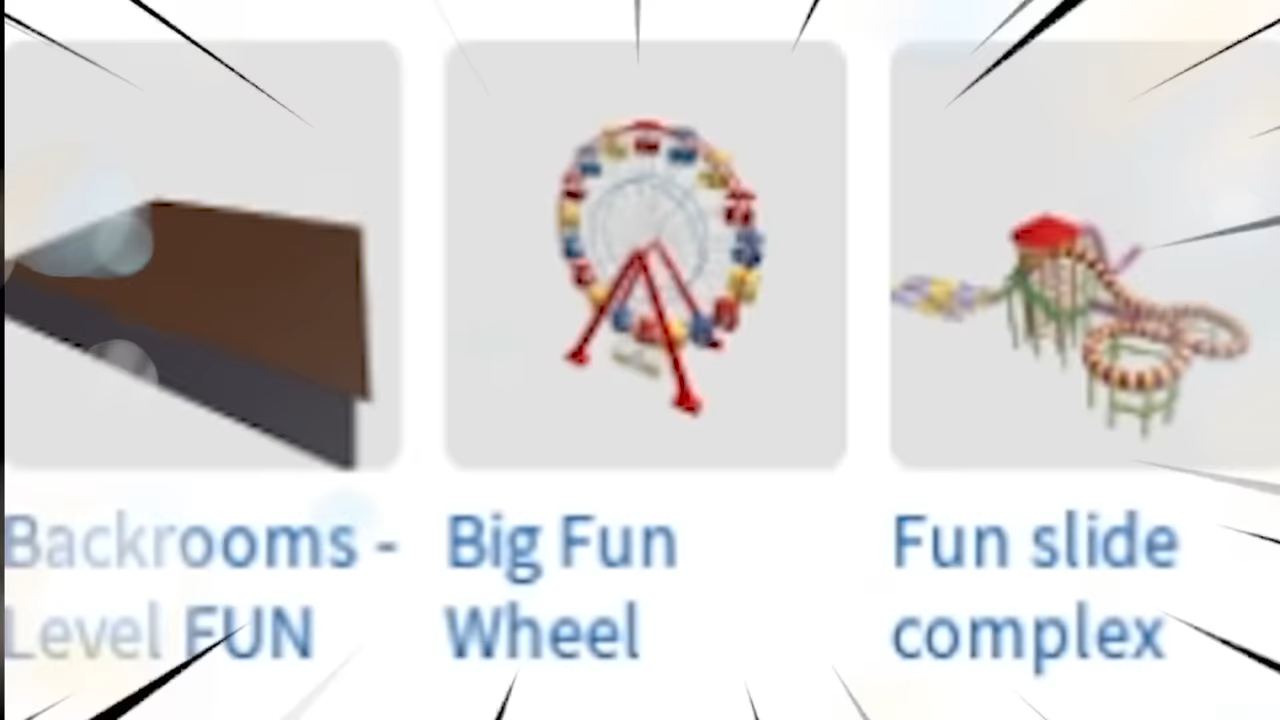 Backrooms -
Level FUN
Big Fun
Wheel
Fun slide
complex